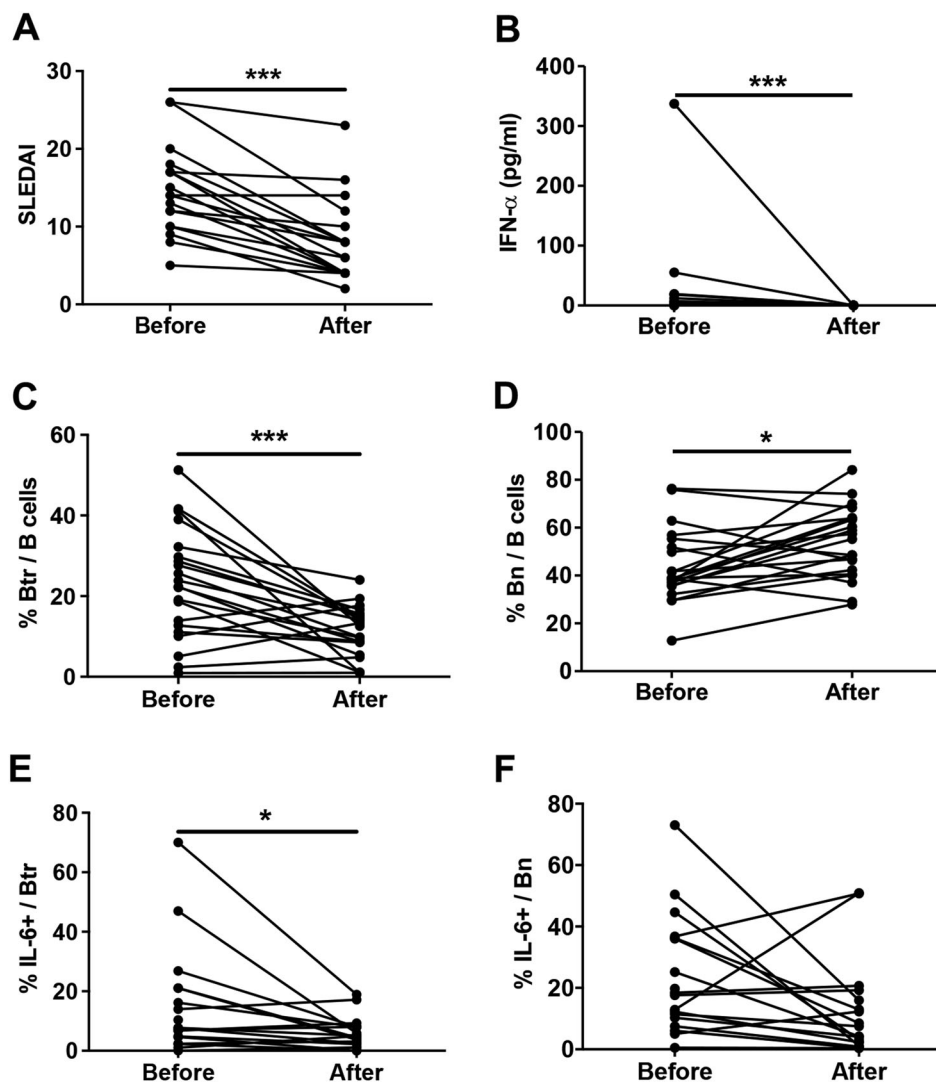 A
SLEDAI
30
20
10
0
***
Before After
B
IFN-α (pg/ml)
400
300
200
100
0
***
Before After
C
% Btr / B cells
60
40
20
0
***
Before After
D
% Bn / B cells
100
80
60
40
20
0
*
Before After
E
% IL-6+ / Btr
80
60
40
20
0
*
Before After
F
% IL-6+ / Bn
80
60
40
20
0
Before After